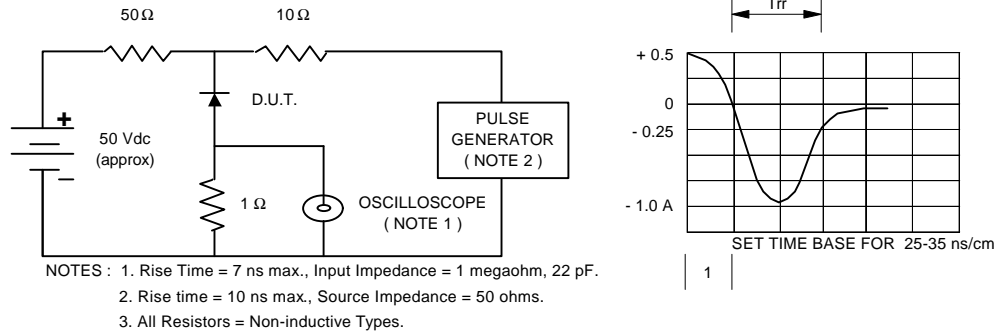 50Ω
10Ω
D.U.T.
+
50 Vdc
(approx)
−
1 Ω
PULSE
GENERATOR
( NOTE 2 )
OSCILLOSCOPE
( NOTE 1 )
NOTES : 1. Rise Time = 7 ns max., Input Impedance = 1 megaohm, 22 pF.
2. Rise time = 10 ns max., Source Impedance = 50 ohms.
3. All Resistors = Non-inductive Types.
Trr
+ 0.5
0
- 0.25
- 1.0 A
SET TIME BASE FOR 25-35 ns/cm
1